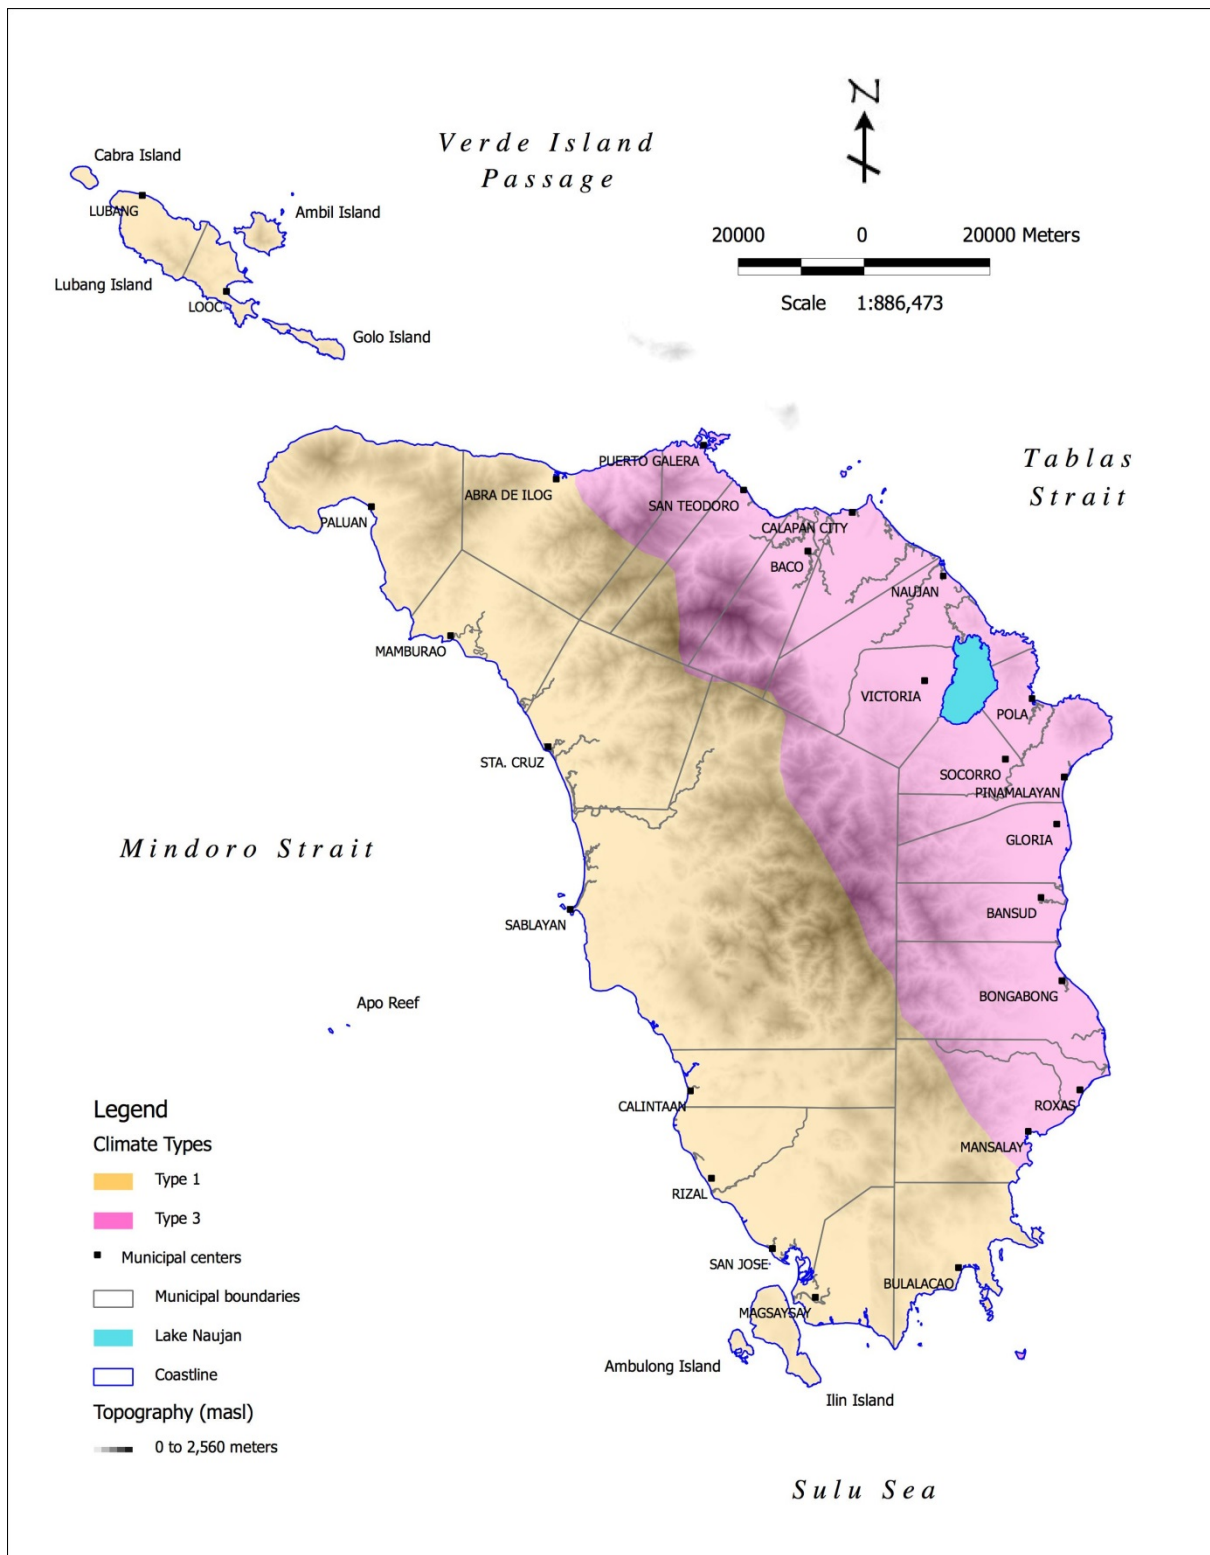 Verde Island
Passage
N
Cabra Island
LUBANG
Ambil Island
Lubang Island
LOOC
Golo Island
20000 0 20000 Meters
Scale 1:886,473
Tablas
Strait
PUERTO GALERA
ABRA DE ILOG
SAN TEODORO
PALUAN
CALAPAN CITY
BACO
NAUJAN
MAMBURAO
VICTORIA
POLA
STA. CRUZ
SOCORRO
PINAMALAYAN
GLORIA
Mindoro Strait
BANSUD
SABLAYAN
BONGABONG
Apo Reef
CALINTAAN
ROXAS
MANSALAY
RIZAL
SAN JOSE
BULALACAO
MAGSAYSAY
Ambulong Island
Ilin Island
Sulu Sea
Legend
Climate Types
Type 1
Type 3
Municipal centers
Municipal boundaries
Lake Naujan
Coastline
Topography (masl)
0 to 2,560 meters